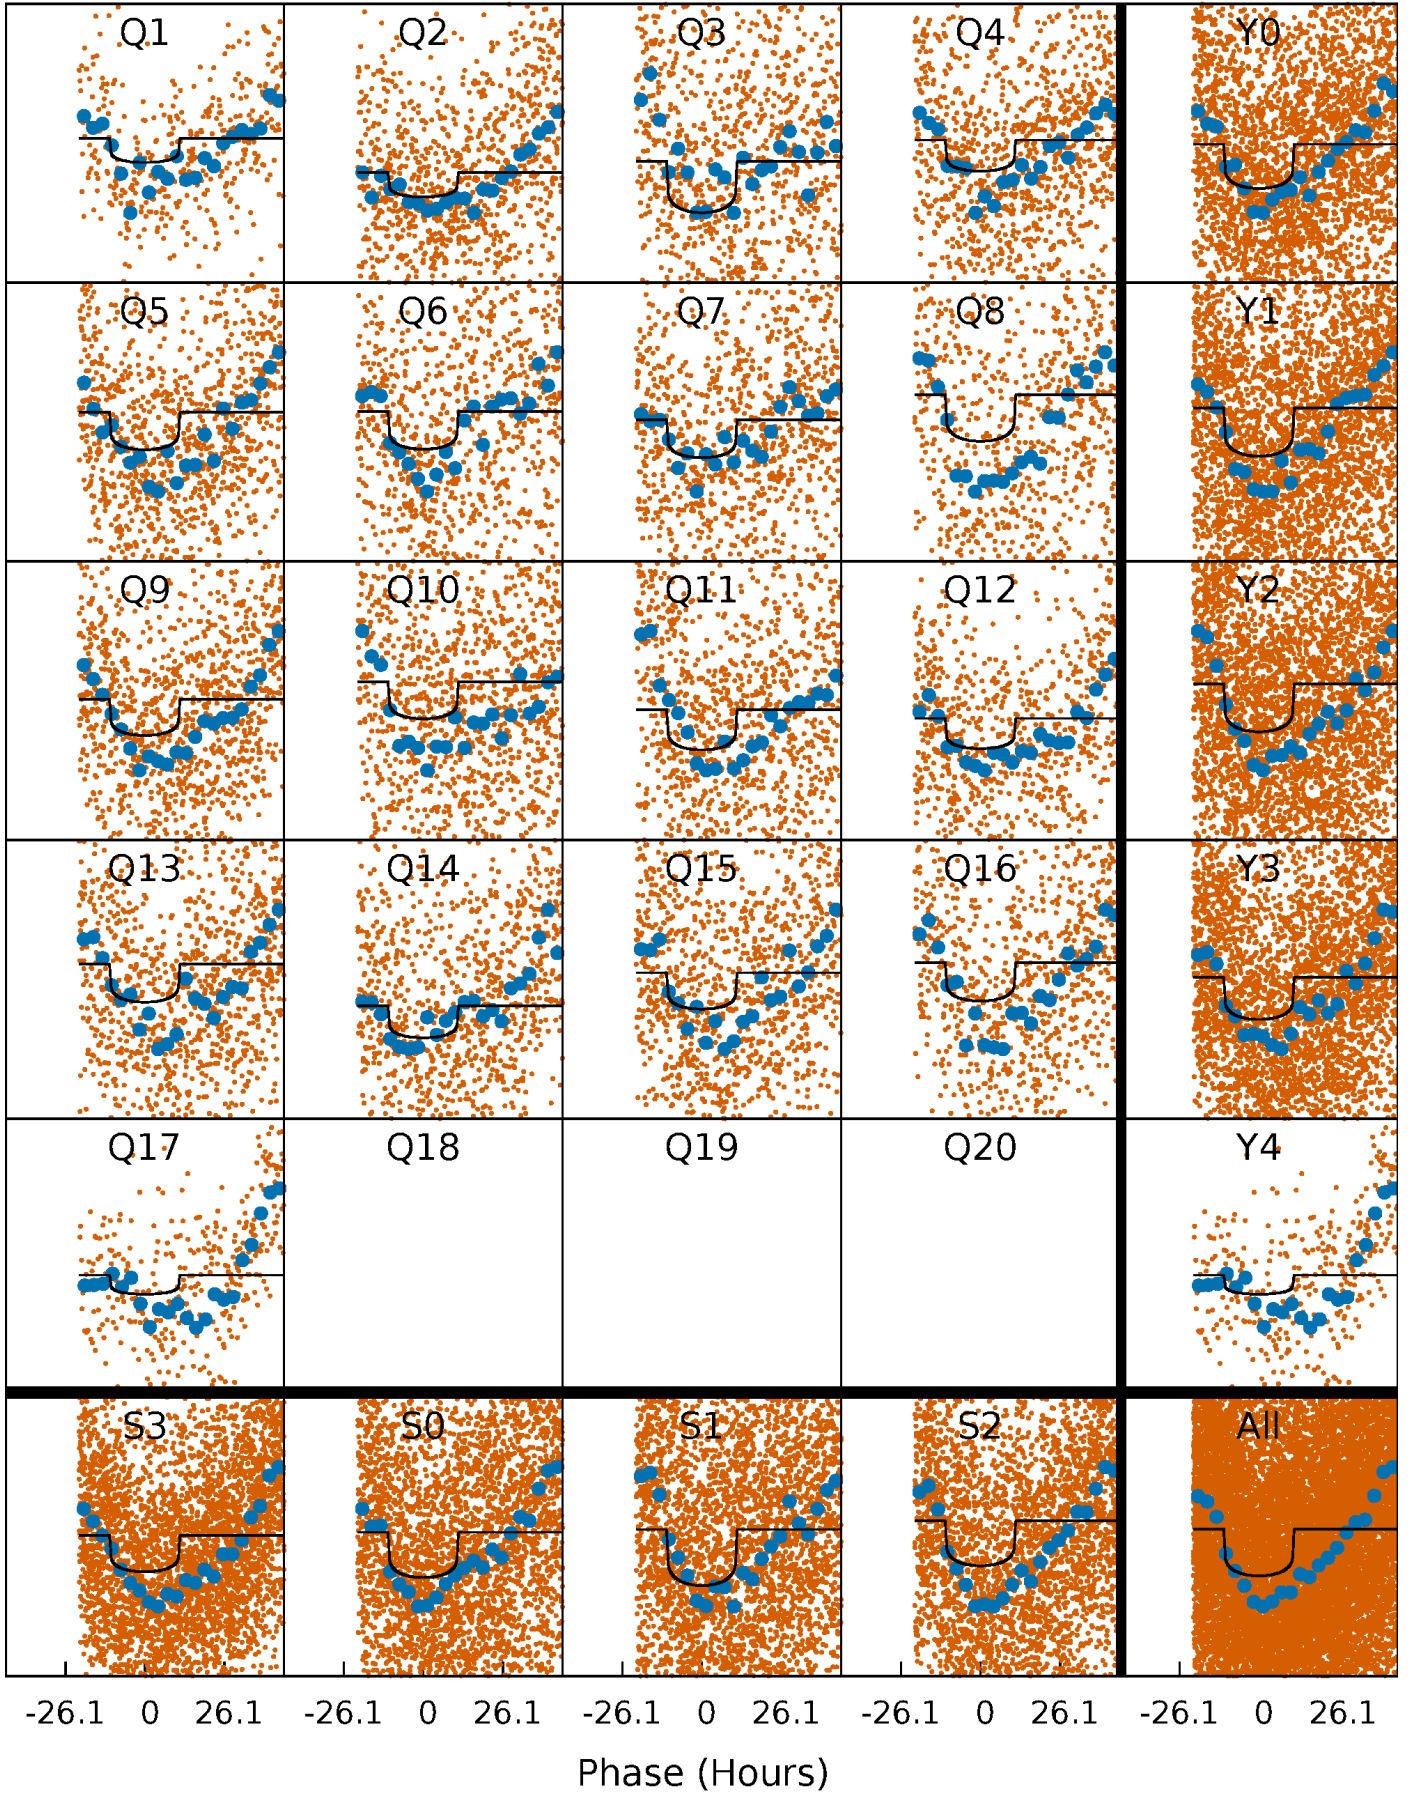 Q1 Q2 Q3 Q4 Y0
Q5 Q6 Q7 Q8 Y1
Q9 Q10 Q11 Q12 Y2
Q13 Q14 Q15 Q16 Y3
Q17 Q18 Q19 Q20 Y4
S3 S0 S1 S2 All
-26.1 0 26.1 -26.1 0 26.1 -26.1 0 26.1 -26.1 0 26.1 -26.1 0 26.1
Phase (Hours)